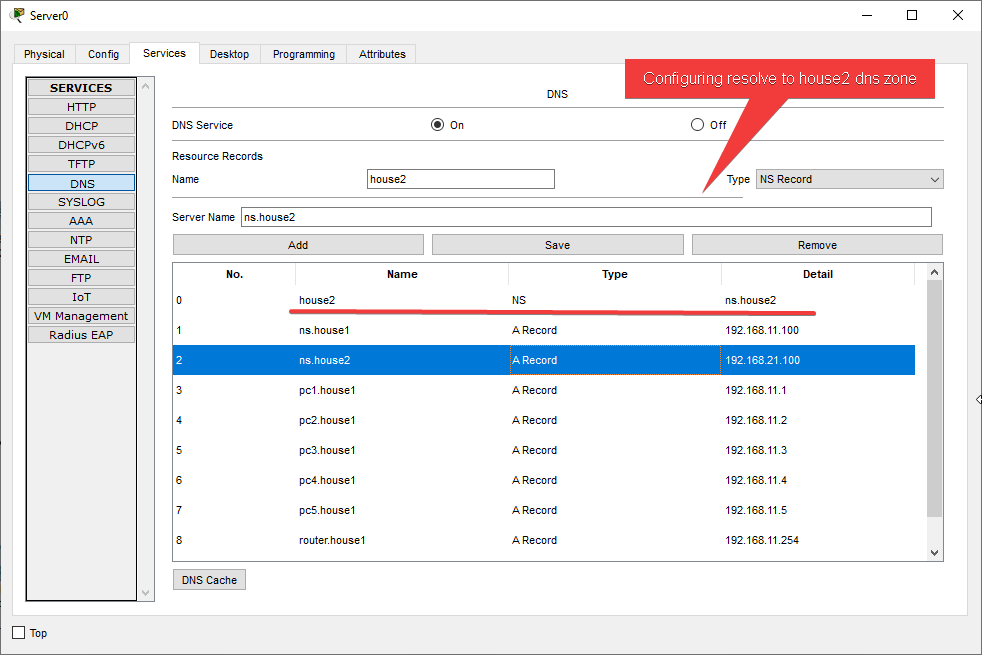 Server0
Physical Config Services Desktop Programming Attributes
SERVICES
HTTP
DHCP
DHCPv6
TFTP
DNS
SYSLOG
AAA
NTP
EMAIL
FTP
IoT
VM Management
Radius EAP
Configuring resolve to house2 dns zone
DNS
DNS Service On Off
Resource Records
Name house2 Type NS Record
Server Name ns.house2
Add Save Remove
No. Name Type Detail
0 house2 NS ns.house2
1 ns.house1 A Record 192.168.11.100
2 ns.house2 A Record 192.168.21.100
3 pc1.house1 A Record 192.168.11.1
4 pc2.house1 A Record 192.168.11.2
5 pc3.house1 A Record 192.168.11.3
6 pc4.house1 A Record 192.168.11.4
7 pc5.house1 A Record 192.168.11.5
8 router.house1 A Record 192.168.11.254
DNS Cache
Top